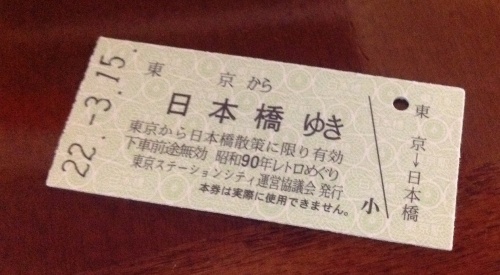 22.-3.15.
東京から
日本橋ゆき
東京から日本橋散策に限り有効
下車前途無効 昭和90年レトロめぐり
東京ステーションシティ運営協議会 発行
本券は実際に使用できません。
小
東京→日本橋